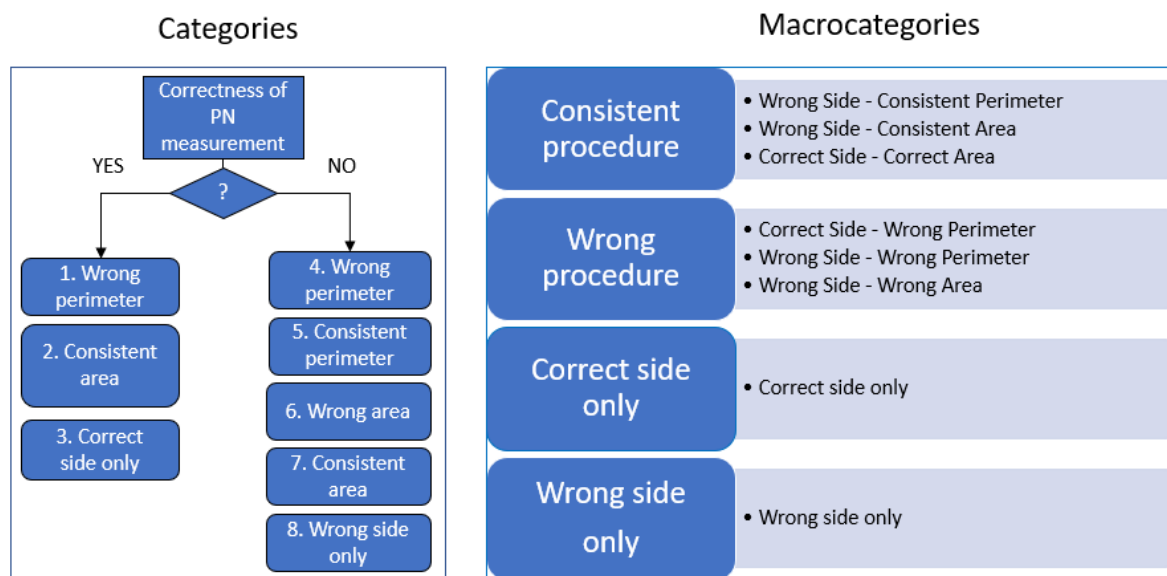 Categories
Correctness of
PN
measurement
YES
NO
?
1. Wrong
perimeter
2. Consistent
area
3. Correct
side only
4. Wrong
perimeter
5. Consistent
perimeter
6. Wrong area
7. Consistent
area
8. Wrong side
only
Macrocategories
Consistent
procedure
• Wrong Side - Consistent Perimeter
• Wrong Side - Consistent Area
• Correct Side - Correct Area
Wrong
procedure
• Correct Side - Wrong Perimeter
• Wrong Side - Wrong Perimeter
• Wrong Side - Wrong Area
Correct side
only
• Correct side only
Wrong side
only
• Wrong side only